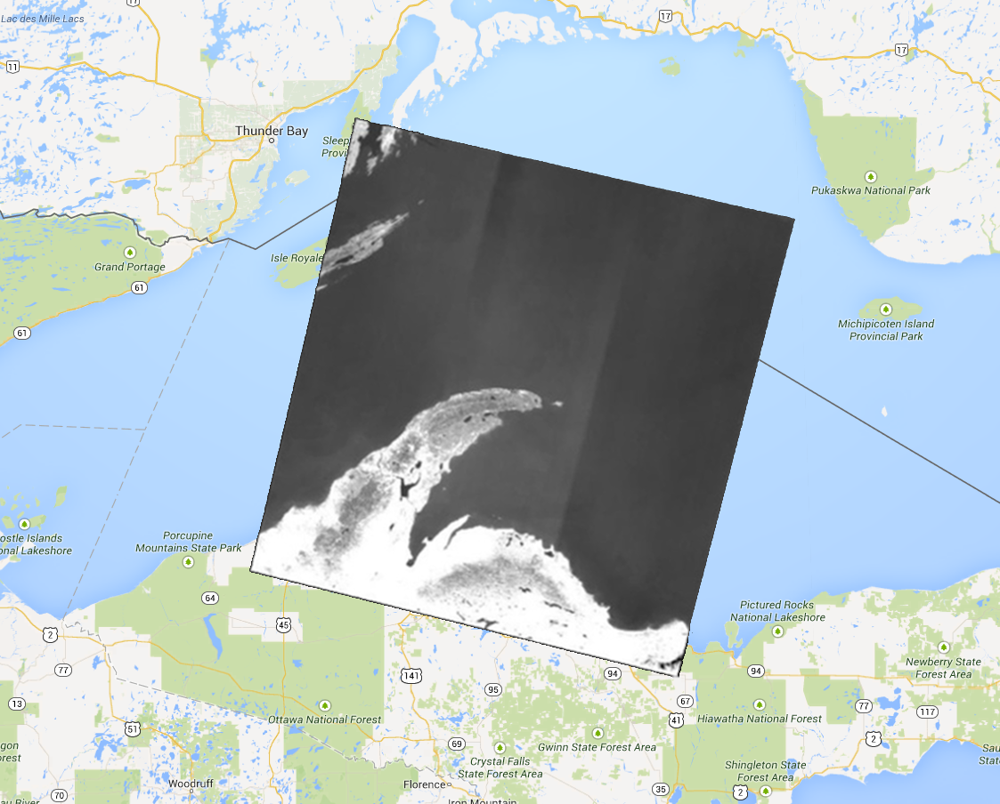 Lac des Mille Lacs
17
17
17
11
Thunder Bay
Sleep
Provi
Pukaskwa National Park
Isle Royale
Grand Portage
61
61
Michipicoten Island
Provincial Park
ostle Islands
onal Lakeshore
Porcupine
Mountains State Park
64
45
2
77
13
51
70
141
95
94
67
41
69
35
Pictured Rocks
National Lakeshore
94
Newberry State
Forest Area
77
117
2
2
Hiawatha National Forest
Ottawa National Forest
Gwinn State Forest Area
Crystal Falls
State Forest Area
Shingleton State
Forest Area
Sau
Stat
gon
orest
Woodruff
Florence
Iron Mountain
au River